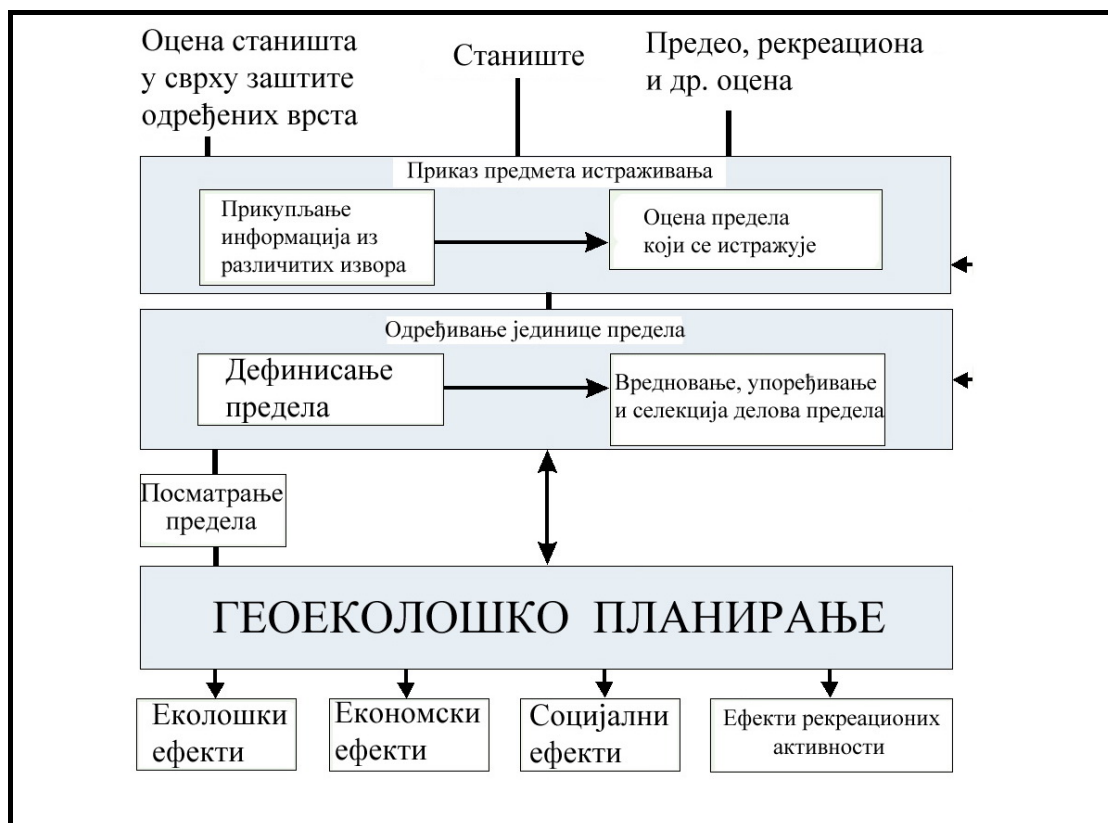 Оцена станишта
у сврху заштите
одређених врста
Станиште
Предео, рекреациона
и др. оцена
Приказ предмета истраживања
Прикупљање
информација из
различитих извора
Оцена предела
који се истражује
Одређивање јединице предела
Дефинисање
предела
Вредновање, упоређивање
и селекција делова предела
Посматрање
предела
ГЕОЕКОЛОШКО ПЛАНИРАЊЕ
Еколошки
ефекти
Економски
ефекти
Социјални
ефекти
Ефекти рекреационих
активности